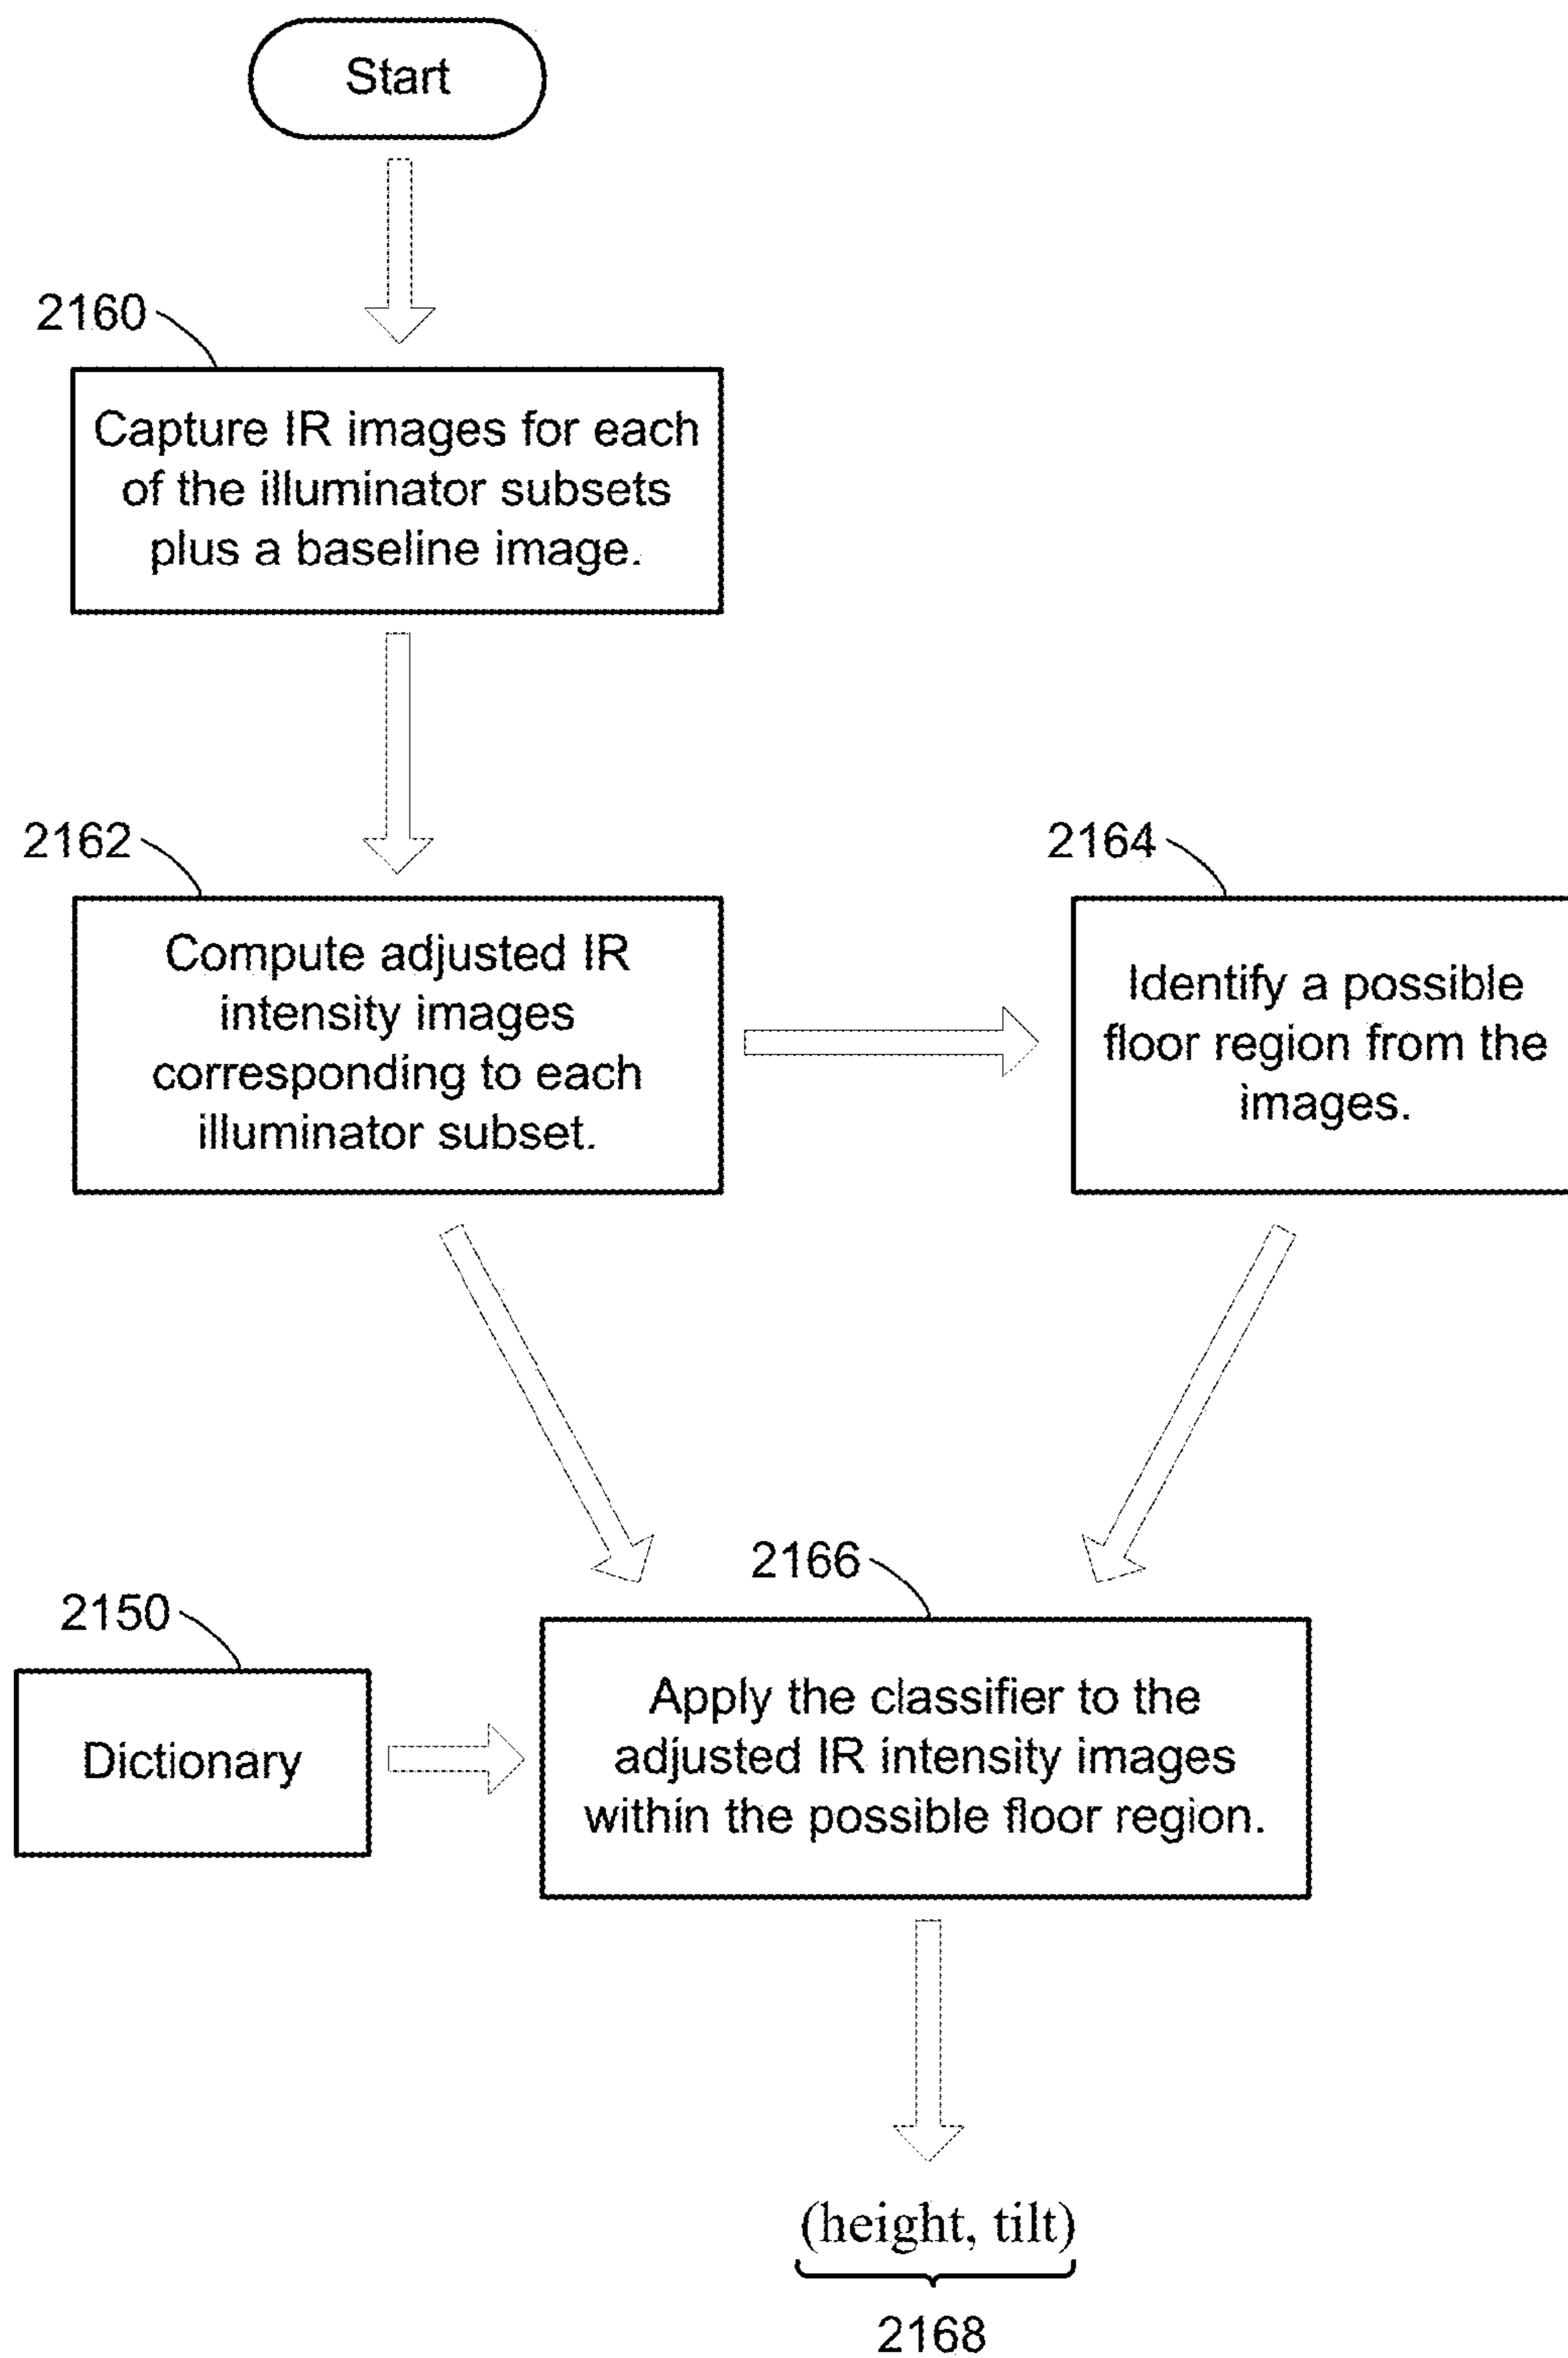 Start
2160
Capture IR images for each
of the illuminator subsets
plus a baseline image.
2162
Compute adjusted IR
intensity images
corresponding to each
illuminator subset.
2164
Identify a possible
floor region from the
images.
2150
Dictionary
2166
Apply the classifier to the
adjusted IR intensity images
within the possible floor region.
(height, tilt)
2168